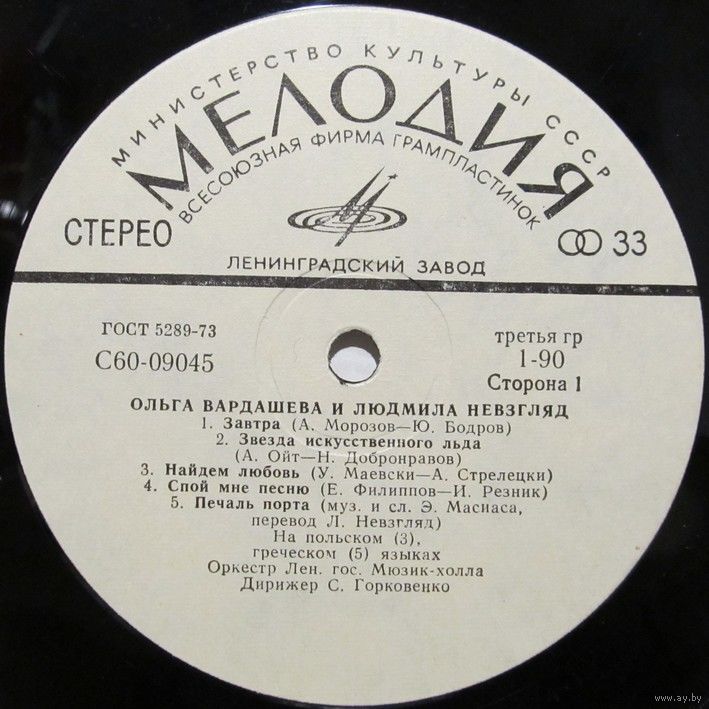 МИНИСТЕРСТВО КУЛЬТУРЫ СССР
МЕЛОДИЯ
ВСЕСОЮЗНАЯ ФИРМА ГРАМПЛАСТИНОК
СТЕРЕО
33
ЛЕНИНГРАДСКИЙ ЗАВОД
ГОСТ 5289-73
С60-09045
третья гр
1-90
Сторона 1
ОЛЬГА ВАРДАШЕВА И ЛЮДМИЛА НЕВЗГЛЯД
1. Завтра (А. Морозов—Ю. Бодров)
2. Звезда искусственного льда
(А. Ойт—Н. Добронравов)
3. Найдем любовь (У. Маевски—А. Стрелецки)
4. Спой мне песню (Е. Филиппов—И. Резник)
5. Печаль порта (муз. и сл. Э. Масиаса,
перевод Л. Невзгляд)
На польском (3),
греческом (5) языках
Оркестр Лен. гос. Мюзик-холла
Дирижер С. Горковенко
www.ay.by